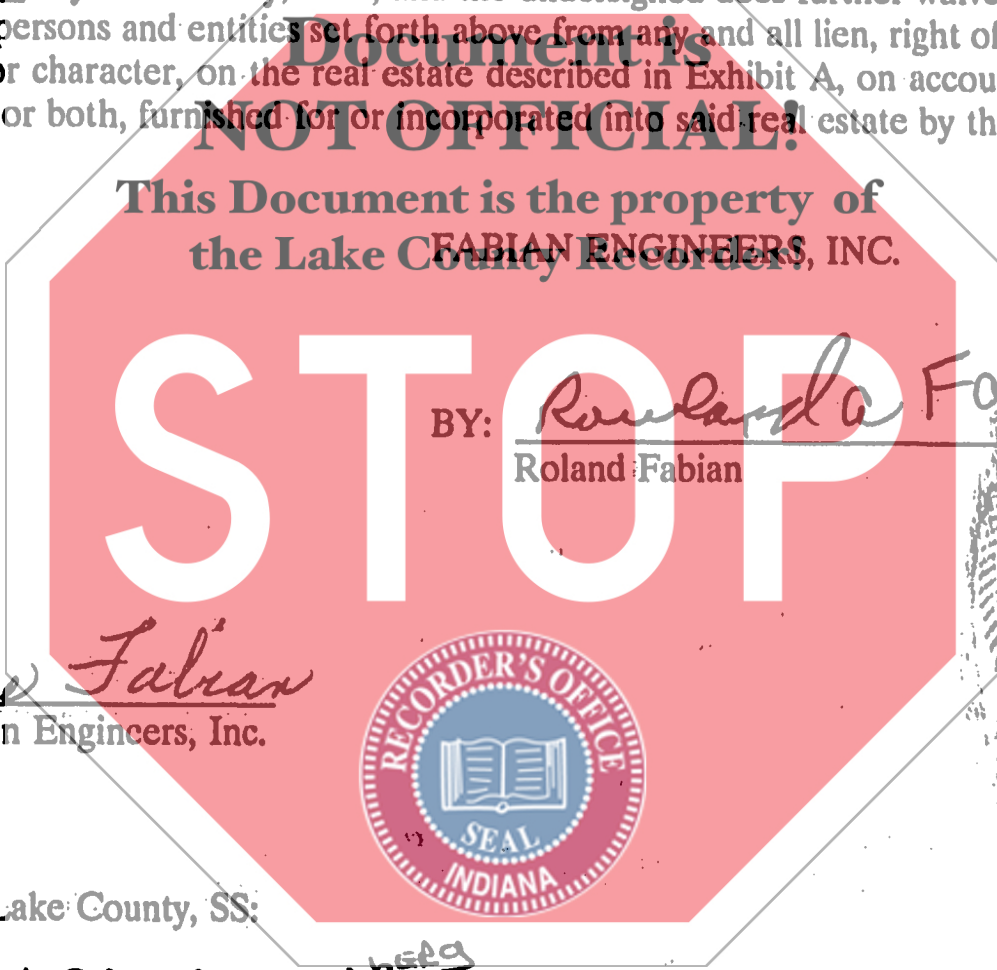 persons and entities set forth above from any and all lien, right of
r character, on the real estate described in Exhibit A, on accou
or both, furnished for or incorporated into said real estate by th
Document is
NOT OFFICIAL!
This Document is the property of
the Lake County Recorder!
FABIAN ENGINEERS, INC.
STOP
BY: Rowland a Fa
Roland Fabian
Fabian
n Engineers, Inc.
RECORDER'S OFFICE
SEAL
INDIANA
Lake County, SS: